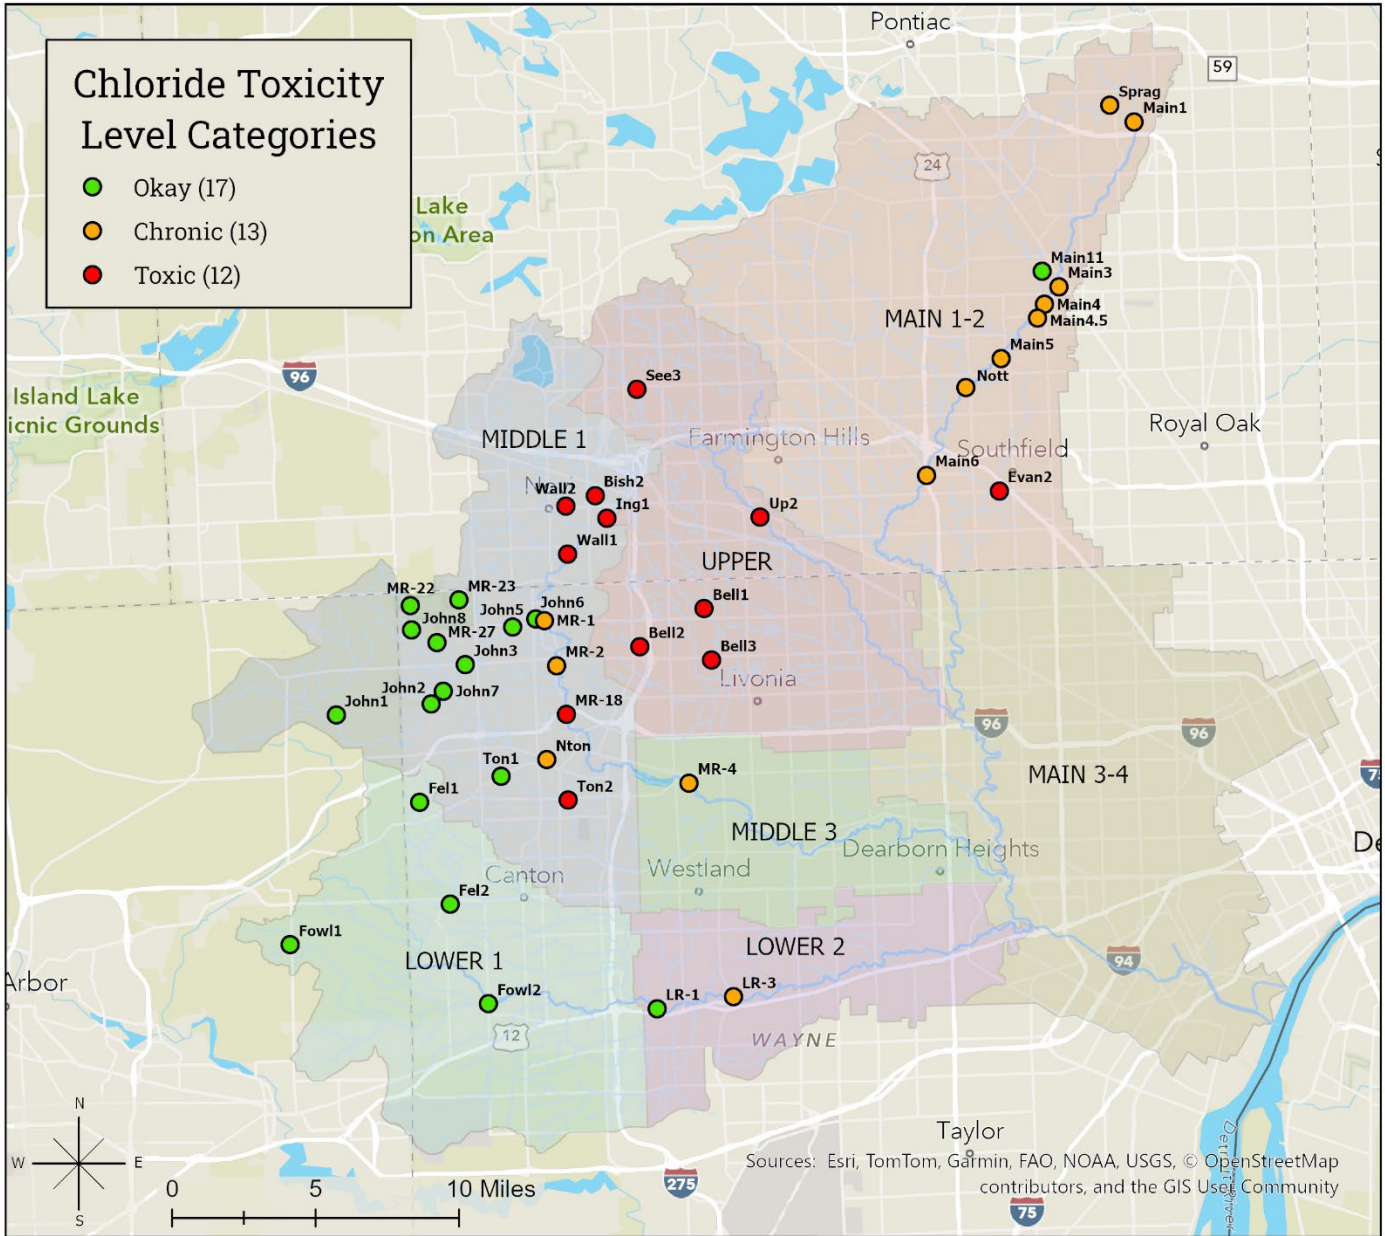 Pontiac
59
Chloride Toxicity
Level Categories
Okay (17)
Chronic (13)
Toxic (12)
Sprag
Main1
24
Lake
on Area
Main11
Main3
Main4
Main4.5
MAIN 1-2
Main5
Nott
96
See3
Island Lake
icnic Grounds
Royal Oak
MIDDLE 1
Farmington Hills
Southfield
Main6
Evan2
Wall2
Bish2
Ing1
Up2
Wall1
UPPER
MR-22
MR-23
John8
John5
John6
MR-1
MR-27
Bell1
John3
MR-2
Bell2
Bell3
Livonia
John2
John7
John1
MR-18
96
96
Nton
Ton1
MR-4
MAIN 3-4
Fel1
Ton2
MIDDLE 3
Dearborn Heights
De
Westland
Canton
Fel2
Fowl1
LOWER 1
LOWER 2
94
Arbor
Fowl2
LR-1
LR-3
12
WAYNE
N
W
E
S
Taylor
Sources: Esri, TomTom, Garmin, FAO, NOAA, USGS, © OpenStreetMap
contributors, and the GIS User Community
275
75
0 5 10 Miles